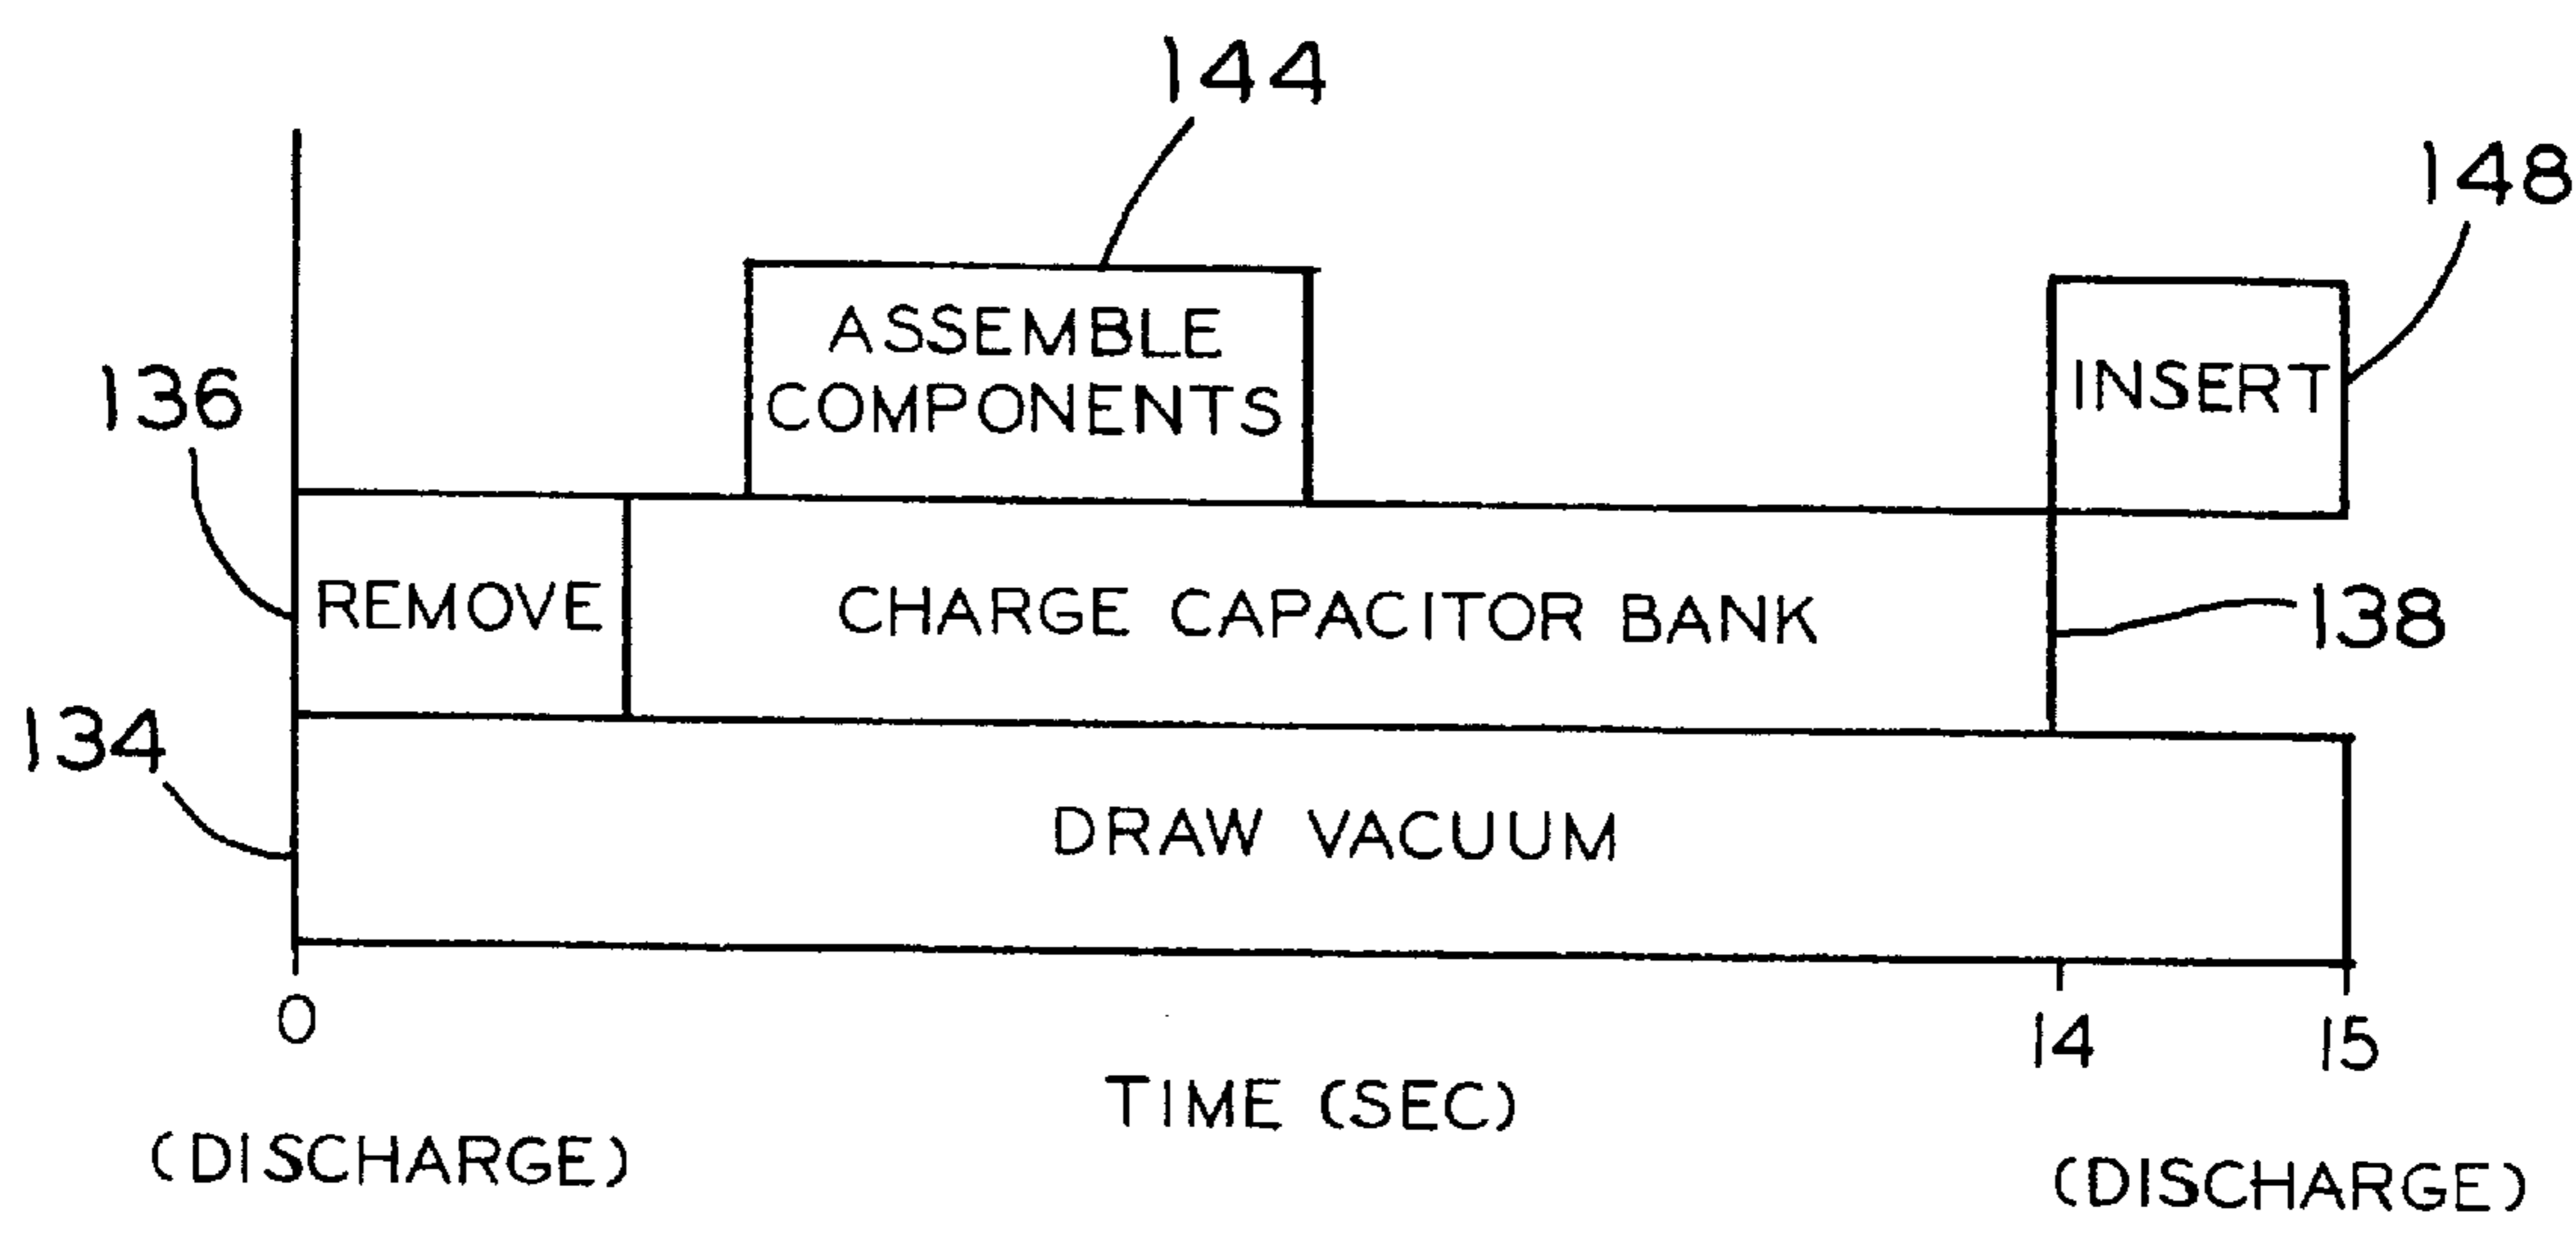 144
148
ASSEMBLE
COMPONENTS
INSERT
136
REMOVE
CHARGE CAPACITOR BANK
138
134
DRAW VACUUM
0
14
15
TIME (SEC)
(DISCHARGE)
(DISCHARGE)